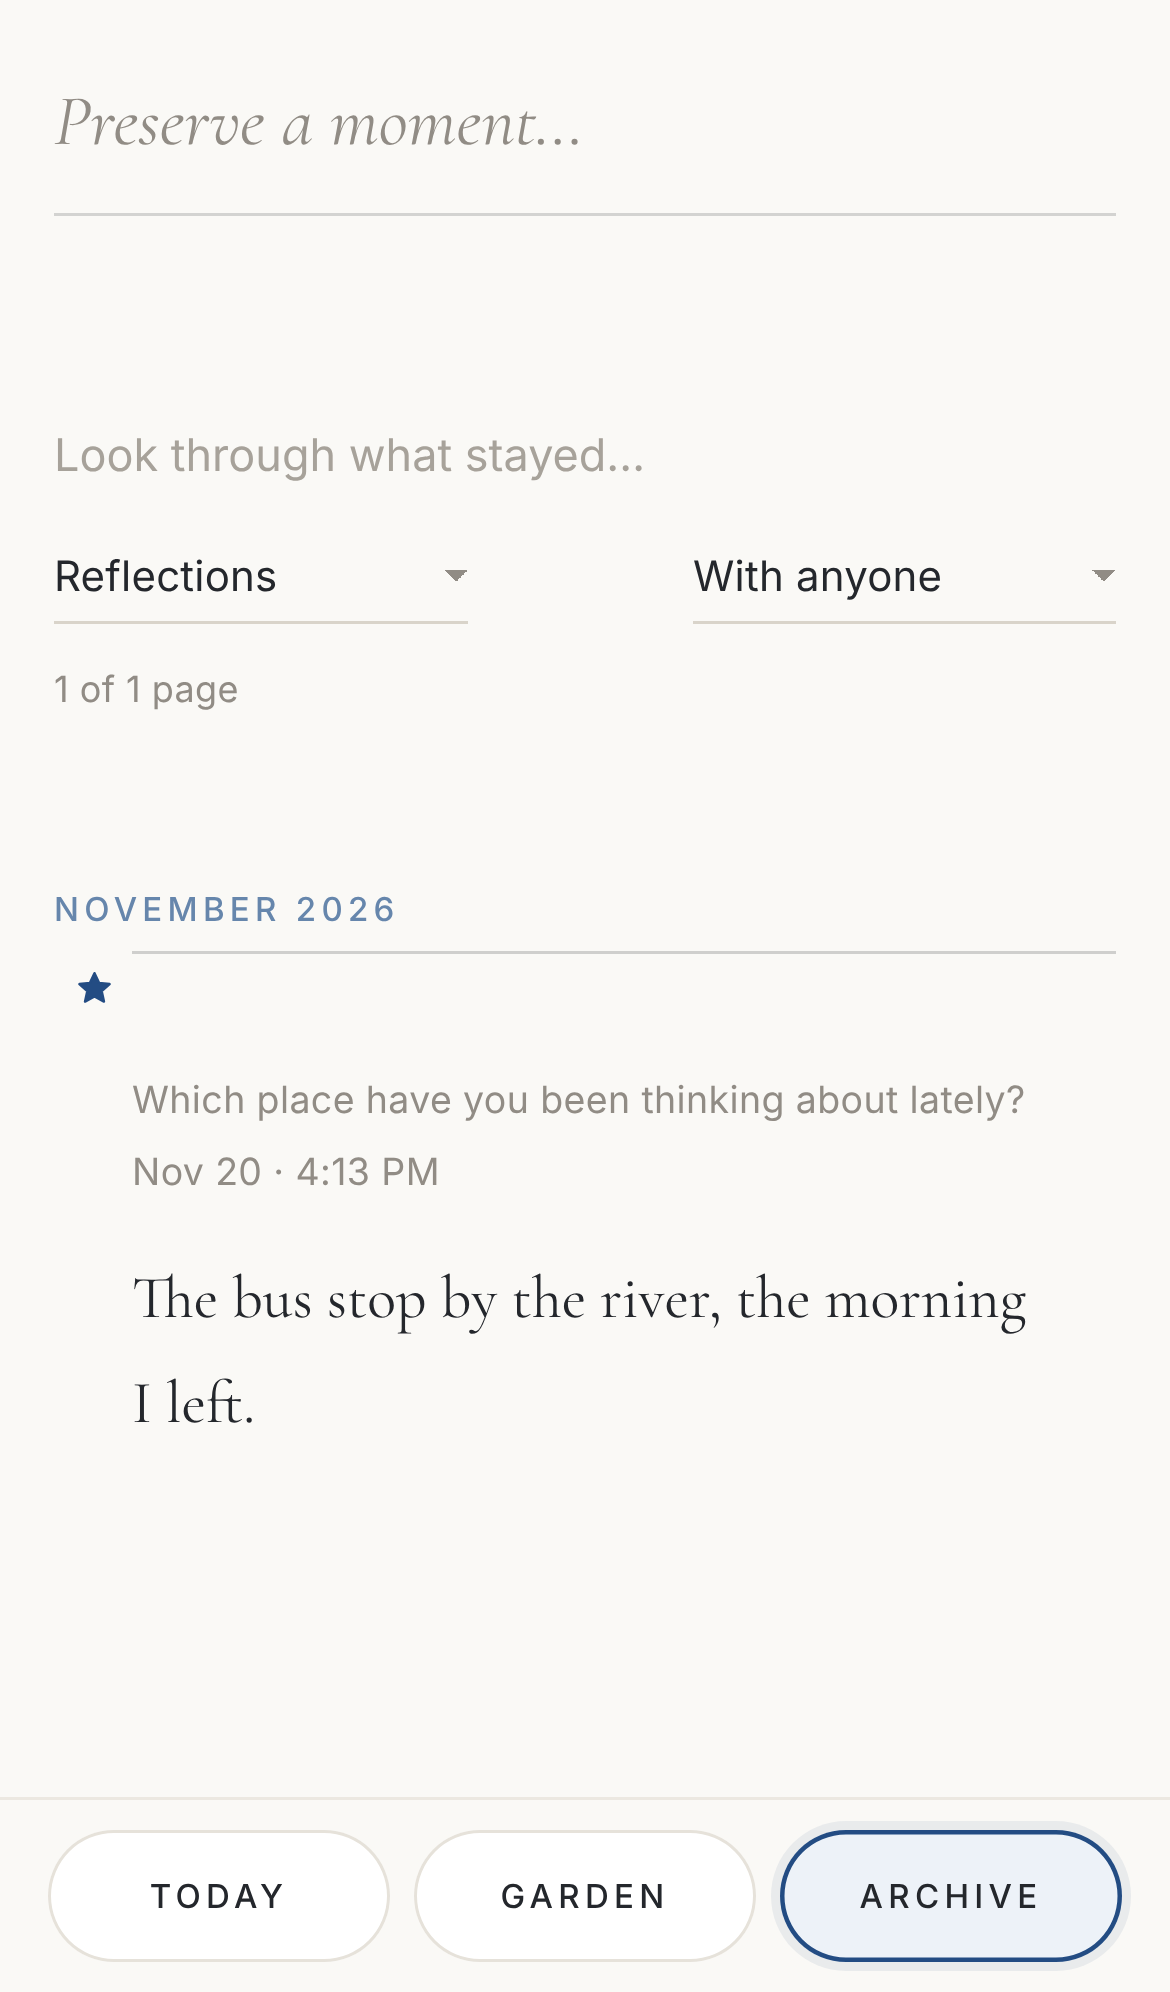 Preserve a moment...
Look through what stayed...
Reflections
With anyone
1 of 1 page
NOVEMBER 2026
Which place have you been thinking about lately?
Nov 20 · 4:13 PM
The bus stop by the river, the morning
I left.
TODAY
GARDEN
ARCHIVE